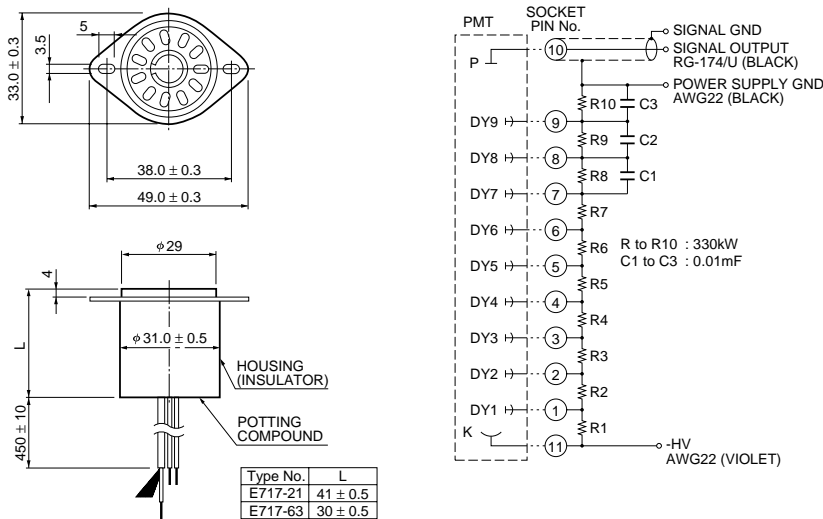 5
3.5
33.0 ± 0.3
38.0 ± 0.3
49.0 ± 0.3
φ29
4
L
φ31.0 ± 0.5
HOUSING
(INSULATOR)
450 ± 10
POTTING
COMPOUND
Type No. L
E717-21 41 ± 0.5
E717-63 30 ± 0.5
PMT
SOCKET
PIN No.
P
10
SIGNAL GND
SIGNAL OUTPUT
RG-174/U (BLACK)
POWER SUPPLY GND
AWG22 (BLACK)
R10 C3
DY9 9
R9 C2
DY8 8
R8 C1
DY7 7
R7
DY6 6
R6
R to R10 : 330kW
C1 to C3 : 0.01mF
DY5 5
R5
DY4 4
R4
DY3 3
R3
DY2 2
R2
DY1 1
R1
K
11
-HV
AWG22 (VIOLET)